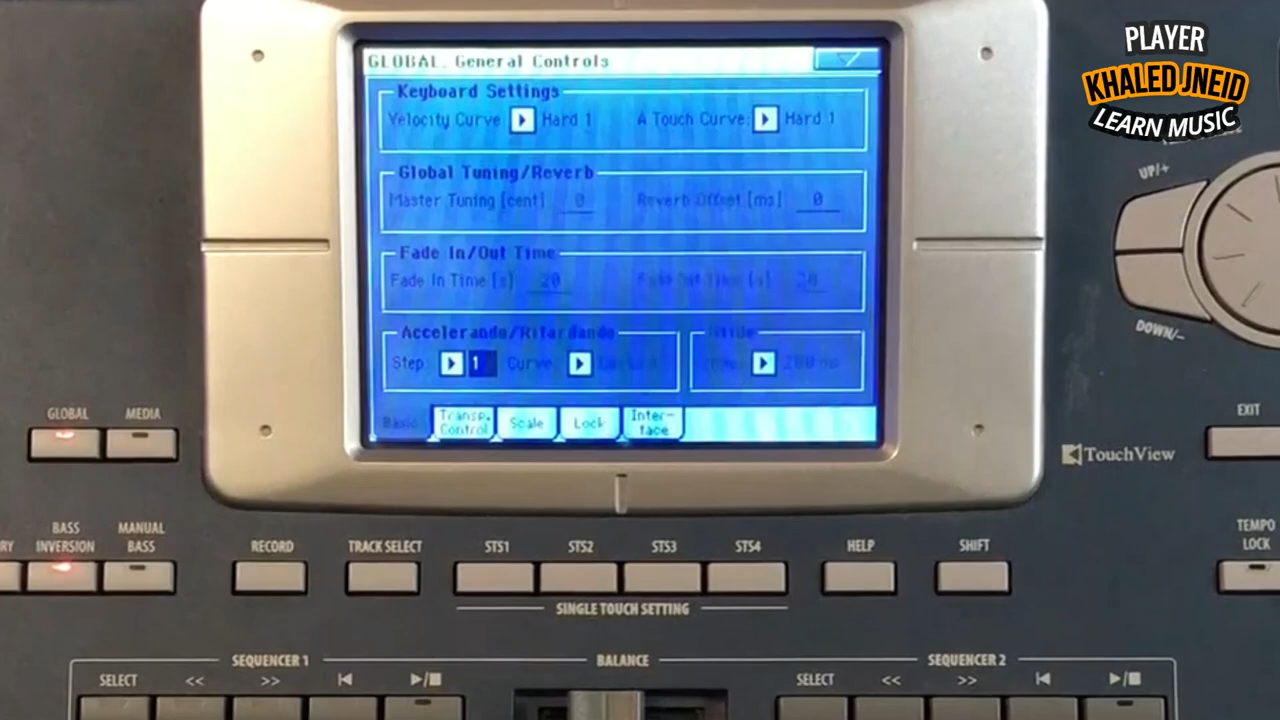 PLAYER
KHALED JNEID
LEARN MUSIC
GLOBAL. General Controls
Keyboard Settings
Velocity Curve Hard 1 A Touch Curve: Hard 1
Global Tuning/Reverb
Master Tuning [cent] 0 Reverb Offset [ms] 0
Fade In/Out Time
Fade In Time [s] 20 Fade Out Time [s] 20
Accelerando/Ritardando
Step: 1 Curve:
200 ms
Basic Transp. Control Scale Lock Inter-face
UP/+
DOWN/-
GLOBAL MEDIA
EXIT
TouchView
BASS INVERSION
MANUAL BASS
RECORD
TRACK SELECT
STS1 STS2 STS3 STS4
HELP
SHIFT
TEMPO LOCK
SINGLE TOUCH SETTING
SEQUENCER 1 BALANCE SEQUENCER 2
SELECT << >> SELECT << >>